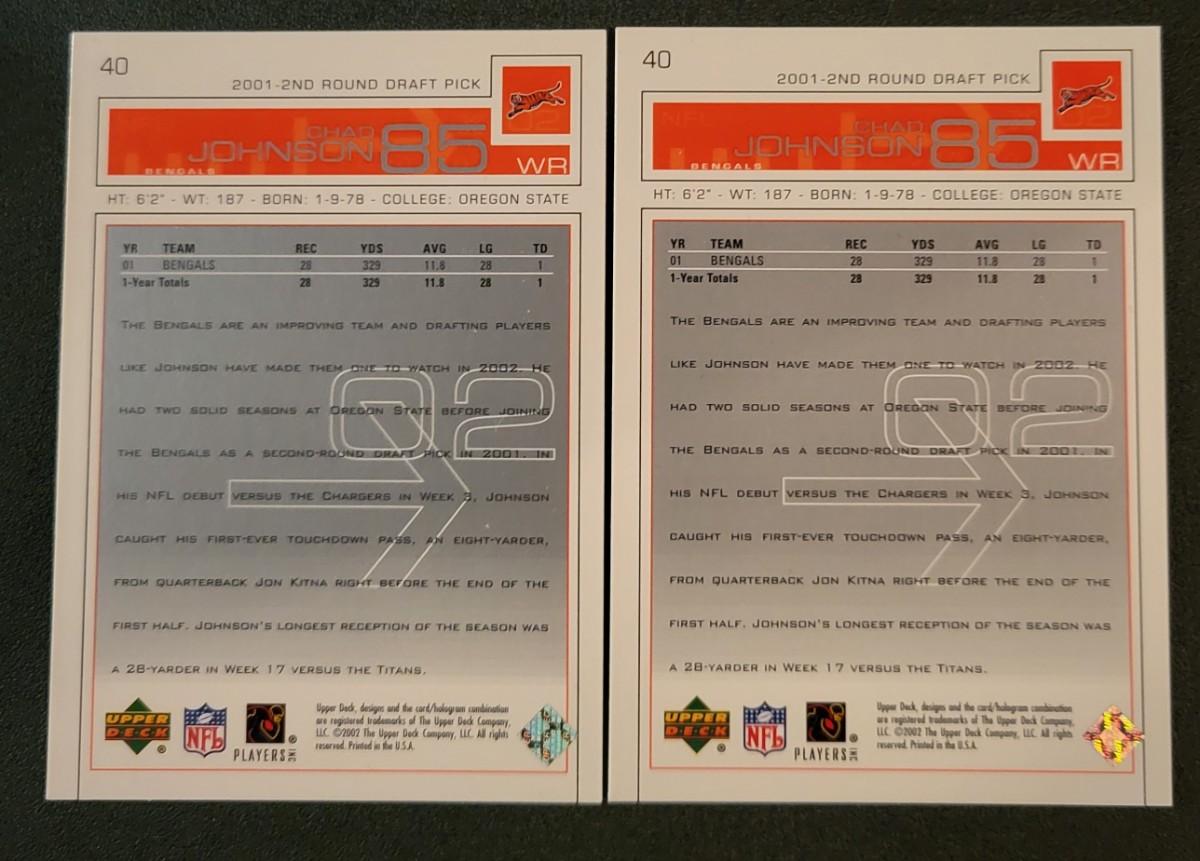 40
2001-2ND ROUND DRAFT PICK
CHAD
JOHNSON 85
BENGALS
WR
HT: 6'2" - WT: 187 - BORN: 1-9-78 - COLLEGE: OREGON STATE
YR TEAM REC YDS AVG LG TD
01 BENGALS 28 329 11.8 28 1
1-Year Totals 28 329 11.8 28 1
THE BENGALS ARE AN IMPROVING TEAM AND DRAFTING PLAYERS
LIKE JOHNSON HAVE MADE THEM ONE TO WATCH IN 2002. HE
HAD TWO SOLID SEASONS AT OREGON STATE BEFORE JOINING
THE BENGALS AS A SECOND-ROUND DRAFT PICK IN 2001. IN
HIS NFL DEBUT VERSUS THE CHARGERS IN WEEK 3, JOHNSON
CAUGHT HIS FIRST-EVER TOUCHDOWN PASS, AN EIGHT-YARDER,
FROM QUARTERBACK JON KITNA RIGHT BEFORE THE END OF THE
FIRST HALF. JOHNSON'S LONGEST RECEPTION OF THE SEASON WAS
A 28-YARDER IN WEEK 17 VERSUS THE TITANS.
02
UPPER
DECK
NFL
PLAYERS INC
Upper Deck, designs and the card/hologram combination
are registered trademarks of The Upper Deck Company,
LLC. ©2002 The Upper Deck Company, LLC. All rights
reserved. Printed in the U.S.A.
40
2001-2ND ROUND DRAFT PICK
NFL
02
CHAD
JOHNSON 85
BENGALS
WR
HT: 6'2" - WT: 187 - BORN: 1-9-78 - COLLEGE: OREGON STATE
YR TEAM REC YDS AVG LG TD
01 BENGALS 28 329 11.8 28 1
1-Year Totals 28 329 11.8 28 1
THE BENGALS ARE AN IMPROVING TEAM AND DRAFTING PLAYERS
LIKE JOHNSON HAVE MADE THEM ONE TO WATCH IN 2002. HE
HAD TWO SOLID SEASONS AT OREGON STATE BEFORE JOINING
THE BENGALS AS A SECOND-ROUND DRAFT PICK IN 2001. IN
HIS NFL DEBUT VERSUS THE CHARGERS IN WEEK 3, JOHNSON
CAUGHT HIS FIRST-EVER TOUCHDOWN PASS, AN EIGHT-YARDER,
FROM QUARTERBACK JON KITNA RIGHT BEFORE THE END OF THE
FIRST HALF. JOHNSON'S LONGEST RECEPTION OF THE SEASON WAS
A 28-YARDER IN WEEK 17 VERSUS THE TITANS.
02
UPPER
DECK
NFL
PLAYERS INC
Upper Deck, designs and the card/hologram combination
are registered trademarks of The Upper Deck Company,
LLC. ©2002 The Upper Deck Company, LLC. All rights
reserved. Printed in the U.S.A.